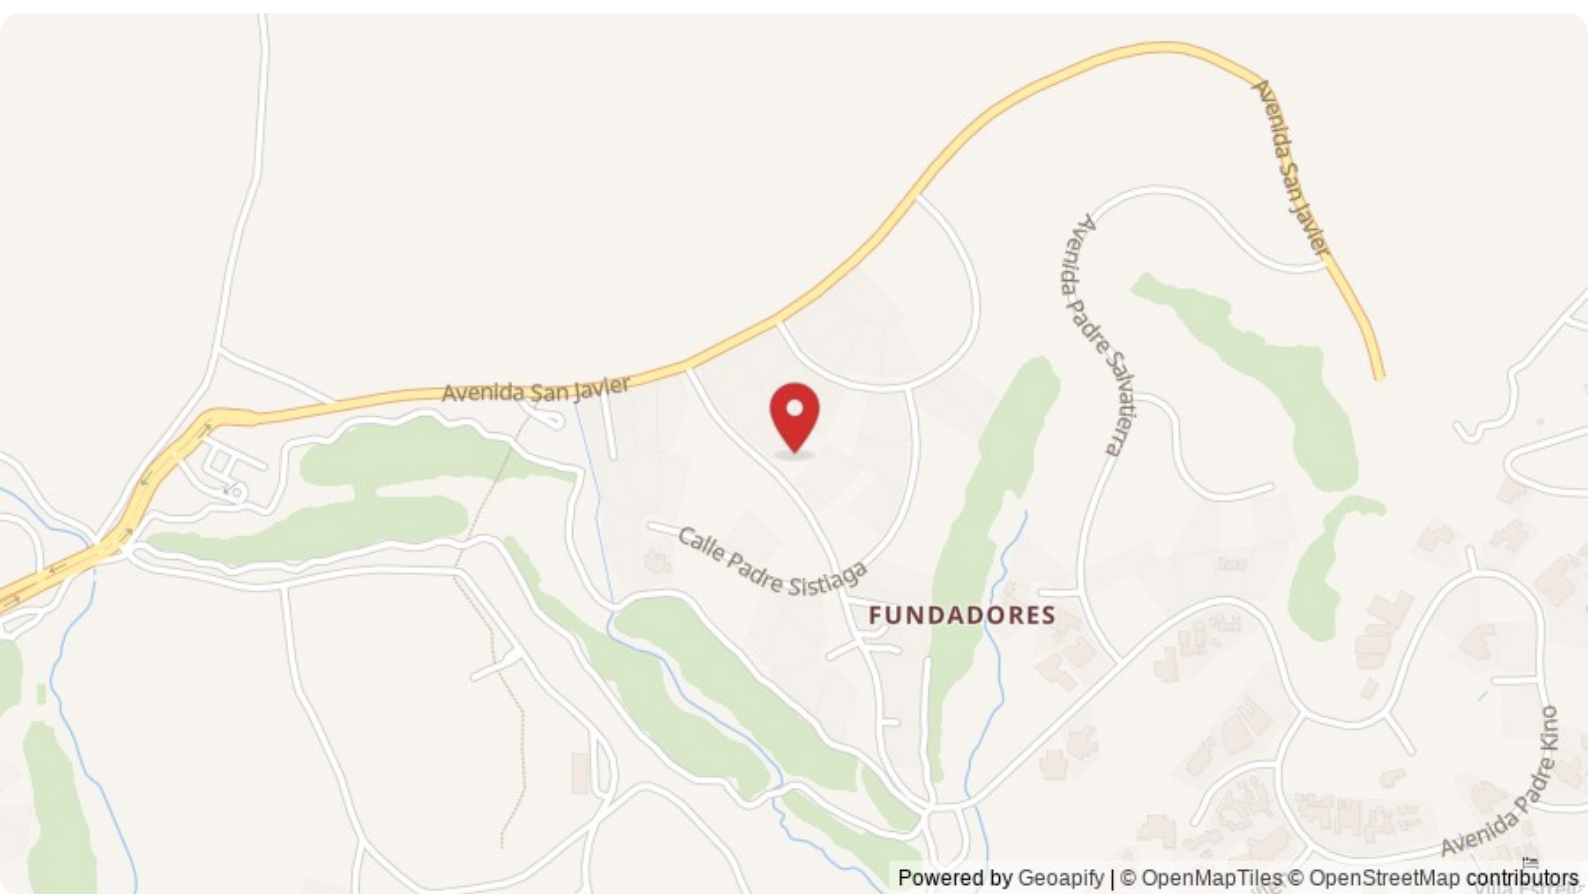 Avenida San Javier
Avenida Padre Salvatierra
Avenida San Javier
Calle Padre Sistiaga
FUNDADORES
Avenida Padre Kino
Powered by Geoapify | © OpenMapTiles © OpenStreetMap contributors